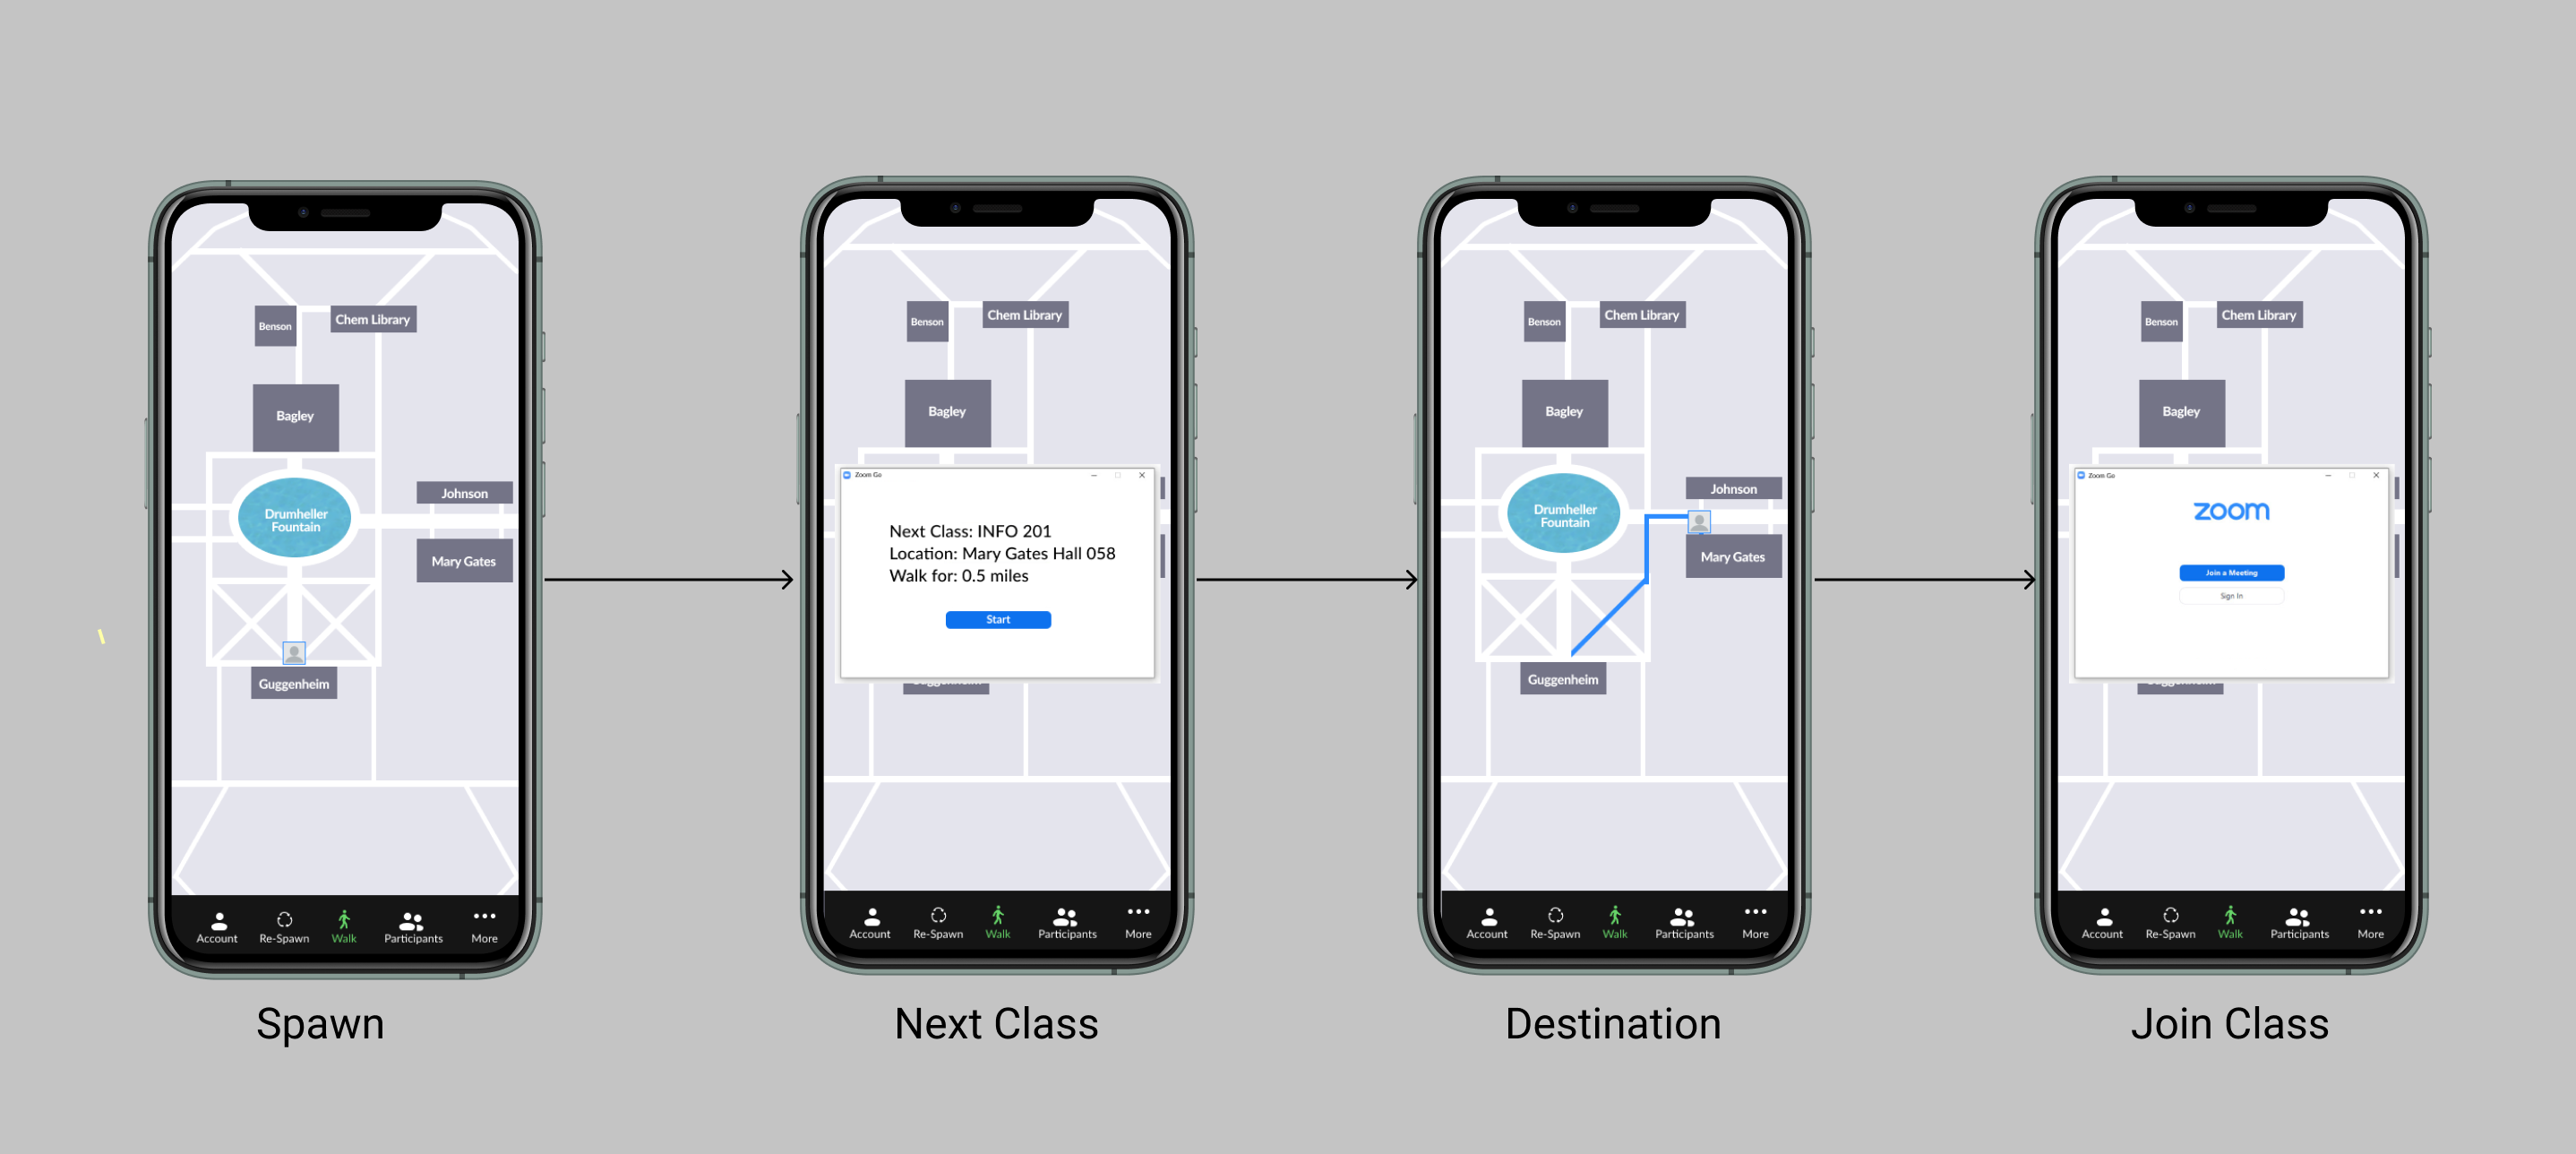 Benson
Chem Library
Bagley
Johnson
Drumheller
Fountain
Mary Gates
Guggenheim
Account
Re-Spawn
Walk
Participants
More
Spawn
Benson
Chem Library
Bagley
Zoom Go
Next Class: INFO 201
Location: Mary Gates Hall 058
Walk for: 0.5 miles
Start
Guggenheim
Account
Re-Spawn
Walk
Participants
More
Next Class
Benson
Chem Library
Bagley
Johnson
Drumheller
Fountain
Mary Gates
Guggenheim
Account
Re-Spawn
Walk
Participants
More
Destination
Benson
Chem Library
Bagley
Zoom Go
zoom
Join a Meeting
Sign In
Guggenheim
Account
Re-Spawn
Walk
Participants
More
Join Class